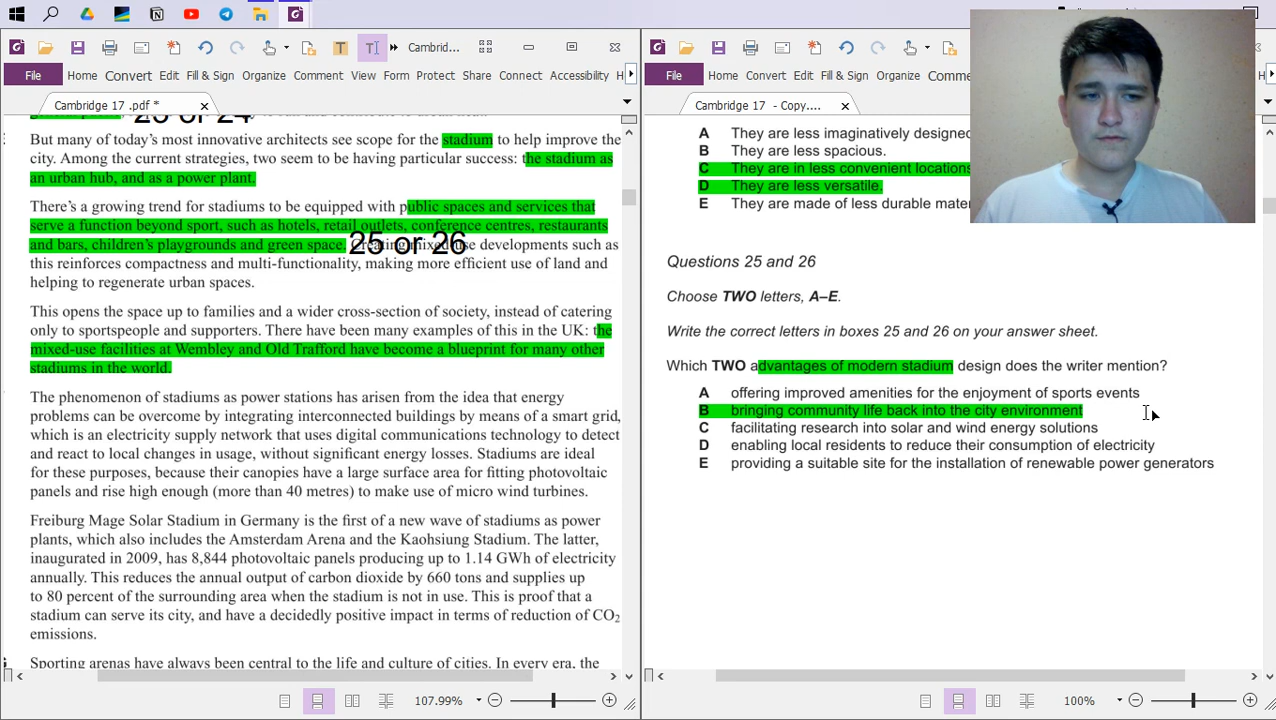 Cambrid...
File Home Convert Edit Fill & Sign Organize Comment View Form Protect Share Connect Accessibility
Cambridge 17 .pdf *
25 or 24
But many of today's most innovative architects see scope for the stadium to help improve the
city. Among the current strategies, two seem to be having particular success: the stadium as
an urban hub, and as a power plant.
There's a growing trend for stadiums to be equipped with public spaces and services that
serve a function beyond sport, such as hotels, retail outlets, conference centres, restaurants
and bars, children's playgrounds and green space. Creating mixed-use developments such as
25 or 26
this reinforces compactness and multi-functionality, making more efficient use of land and
helping to regenerate urban spaces.
This opens the space up to families and a wider cross-section of society, instead of catering
only to sportspeople and supporters. There have been many examples of this in the UK: the
mixed-use facilities at Wembley and Old Trafford have become a blueprint for many other
stadiums in the world.
The phenomenon of stadiums as power stations has arisen from the idea that energy
problems can be overcome by integrating interconnected buildings by means of a smart grid,
which is an electricity supply network that uses digital communications technology to detect
and react to local changes in usage, without significant energy losses. Stadiums are ideal
for these purposes, because their canopies have a large surface area for fitting photovoltaic
panels and rise high enough (more than 40 metres) to make use of micro wind turbines.
Freiburg Mage Solar Stadium in Germany is the first of a new wave of stadiums as power
plants, which also includes the Amsterdam Arena and the Kaohsiung Stadium. The latter,
inaugurated in 2009, has 8,844 photovoltaic panels producing up to 1.14 GWh of electricity
annually. This reduces the annual output of carbon dioxide by 660 tons and supplies up
to 80 percent of the surrounding area when the stadium is not in use. This is proof that a
stadium can serve its city, and have a decidedly positive impact in terms of reduction of CO2
emissions.
Sporting arenas have always been central to the life and culture of cities. In every era, the
107.99%
File Home Convert Edit Fill & Sign Organize
Cambridge 17 - Copy....
A They are less imaginatively designed
B They are less spacious.
C They are in less convenient locations
D They are less versatile.
E They are made of less durable
Questions 25 and 26
Choose TWO letters, A–E.
Write the correct letters in boxes 25 and 26 on your answer sheet.
Which TWO advantages of modern stadium design does the writer mention?
A offering improved amenities for the enjoyment of sports events
B bringing community life back into the city environment
C facilitating research into solar and wind energy solutions
D enabling local residents to reduce their consumption of electricity
E providing a suitable site for the installation of renewable power generators
100%